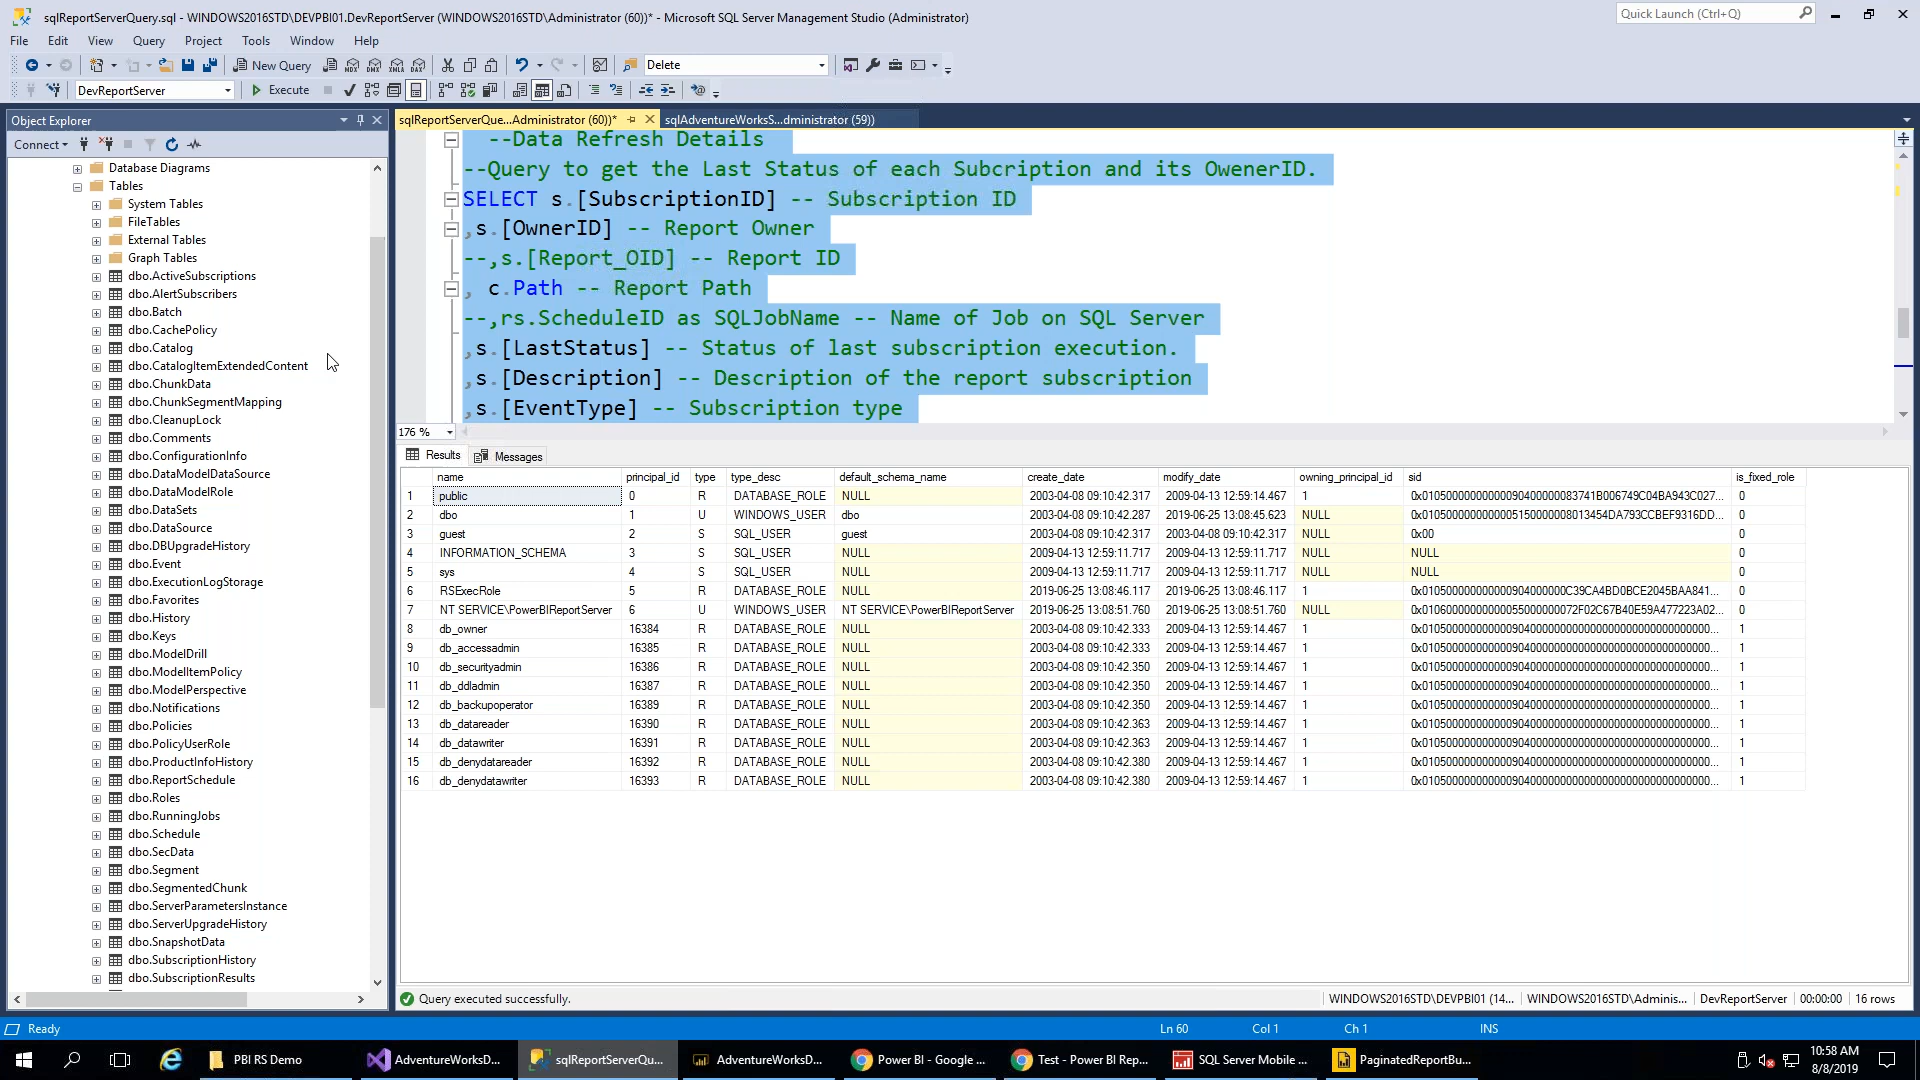 sqlReportServerQuery.sql - WINDOWS2016STD\DEVPBI01.DevReportServer (WINDOWS2016STD\Administrator (60))* - Microsoft SQL Server Management Studio (Administrator)
Quick Launch (Ctrl+Q)
File Edit View Query Project Tools Window Help
New Query MDX DMX XMLA DAX Delete
DevReportServer Execute
Object Explorer
Connect
Database Diagrams
Tables
System Tables
FileTables
External Tables
Graph Tables
dbo.ActiveSubscriptions
dbo.AlertSubscribers
dbo.Batch
dbo.CachePolicy
dbo.Catalog
dbo.CatalogItemExtendedContent
dbo.ChunkData
dbo.ChunkSegmentMapping
dbo.CleanupLock
dbo.Comments
dbo.ConfigurationInfo
dbo.DataModelDataSource
dbo.DataModelRole
dbo.DataSets
dbo.DataSource
dbo.DBUpgradeHistory
dbo.Event
dbo.ExecutionLogStorage
dbo.Favorites
dbo.History
dbo.Keys
dbo.ModelDrill
dbo.ModelItemPolicy
dbo.ModelPerspective
dbo.Notifications
dbo.Policies
dbo.PolicyUserRole
dbo.ProductInfoHistory
dbo.ReportSchedule
dbo.Roles
dbo.RunningJobs
dbo.Schedule
dbo.SecData
dbo.Segment
dbo.SegmentedChunk
dbo.ServerParametersInstance
dbo.ServerUpgradeHistory
dbo.SnapshotData
dbo.SubscriptionHistory
dbo.SubscriptionResults
sqlReportServerQue...Administrator (60))* sqlAdventureWorksS...dministrator (59))
--Data Refresh Details
--Query to get the Last Status of each Subcription and its OwenerID.
SELECT s.[SubscriptionID] -- Subscription ID
,s.[OwnerID] -- Report Owner
--,s.[Report_OID] -- Report ID
, c.Path -- Report Path
--,rs.ScheduleID as SQLJobName -- Name of Job on SQL Server
,s.[LastStatus] -- Status of last subscription execution.
,s.[Description] -- Description of the report subscription
,s.[EventType] -- Subscription type
176 %
Results Messages
name principal_id type type_desc default_schema_name create_date modify_date owning_principal_id sid is_fixed_role
1 public 0 R DATABASE_ROLE NULL 2003-04-08 09:10:42.317 2009-04-13 12:59:14.467 1 0x01050000000000090400000083741B006749C04BA943C027... 0
2 dbo 1 U WINDOWS_USER dbo 2003-04-08 09:10:42.287 2019-06-25 13:08:45.623 NULL 0x0105000000000005150000008013454DA793CCBEF9316DD... 0
3 guest 2 S SQL_USER guest 2003-04-08 09:10:42.317 2003-04-08 09:10:42.317 NULL 0x00 0
4 INFORMATION_SCHEMA 3 S SQL_USER NULL 2009-04-13 12:59:11.717 2009-04-13 12:59:11.717 NULL NULL 0
5 sys 4 S SQL_USER NULL 2009-04-13 12:59:11.717 2009-04-13 12:59:11.717 NULL NULL 0
6 RSExecRole 5 R DATABASE_ROLE NULL 2019-06-25 13:08:46.117 2019-06-25 13:08:46.117 1 0x010500000000000904000000C39CA4BD0BCE2045BAA841... 0
7 NT SERVICE\PowerBIReportServer 6 U WINDOWS_USER NT SERVICE\PowerBIReportServer 2019-06-25 13:08:51.760 2019-06-25 13:08:51.760 NULL 0x01060000000000055000000072F02C67B40E59A477223A02... 0
8 db_owner 16384 R DATABASE_ROLE NULL 2003-04-08 09:10:42.333 2009-04-13 12:59:14.467 1 0x01050000000000090400000000000000000000000000000000... 1
9 db_accessadmin 16385 R DATABASE_ROLE NULL 2003-04-08 09:10:42.333 2009-04-13 12:59:14.467 1 0x01050000000000090400000000000000000000000000000000... 1
10 db_securityadmin 16386 R DATABASE_ROLE NULL 2003-04-08 09:10:42.350 2009-04-13 12:59:14.467 1 0x01050000000000090400000000000000000000000000000000... 1
11 db_ddladmin 16387 R DATABASE_ROLE NULL 2003-04-08 09:10:42.350 2009-04-13 12:59:14.467 1 0x01050000000000090400000000000000000000000000000000... 1
12 db_backupoperator 16389 R DATABASE_ROLE NULL 2003-04-08 09:10:42.350 2009-04-13 12:59:14.467 1 0x01050000000000090400000000000000000000000000000000... 1
13 db_datareader 16390 R DATABASE_ROLE NULL 2003-04-08 09:10:42.363 2009-04-13 12:59:14.467 1 0x01050000000000090400000000000000000000000000000000... 1
14 db_datawriter 16391 R DATABASE_ROLE NULL 2003-04-08 09:10:42.363 2009-04-13 12:59:14.467 1 0x01050000000000090400000000000000000000000000000000... 1
15 db_denydatareader 16392 R DATABASE_ROLE NULL 2003-04-08 09:10:42.380 2009-04-13 12:59:14.467 1 0x01050000000000090400000000000000000000000000000000... 1
16 db_denydatawriter 16393 R DATABASE_ROLE NULL 2003-04-08 09:10:42.380 2009-04-13 12:59:14.467 1 0x01050000000000090400000000000000000000000000000000... 1
Query executed successfully. WINDOWS2016STD\DEVPBI01 (14... WINDOWS2016STD\Adminis... DevReportServer 00:00:00 16 rows
Ready Ln 60 Col 1 Ch 1 INS
PBI RS Demo AdventureWorksD... sqlReportServerQu... AdventureWorksD... Power BI - Google ... Test - Power BI Rep... SQL Server Mobile ... PaginatedReportBu... 10:58 AM
8/8/2019